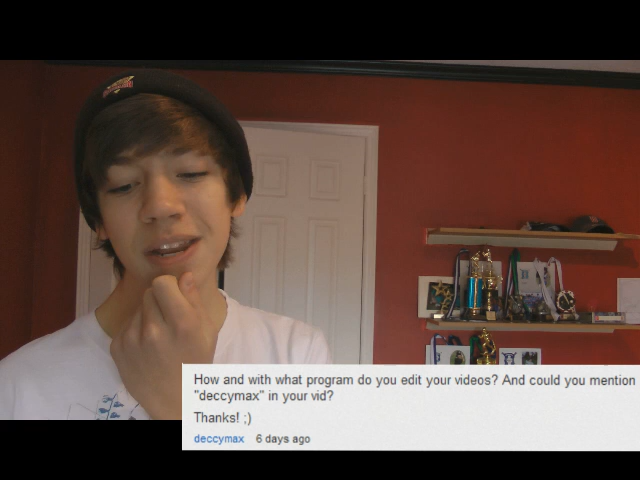 How and with what program do you edit your videos? And could you mention
"deccymax" in your vid?
Thanks! ;)
deccymax 6 days ago